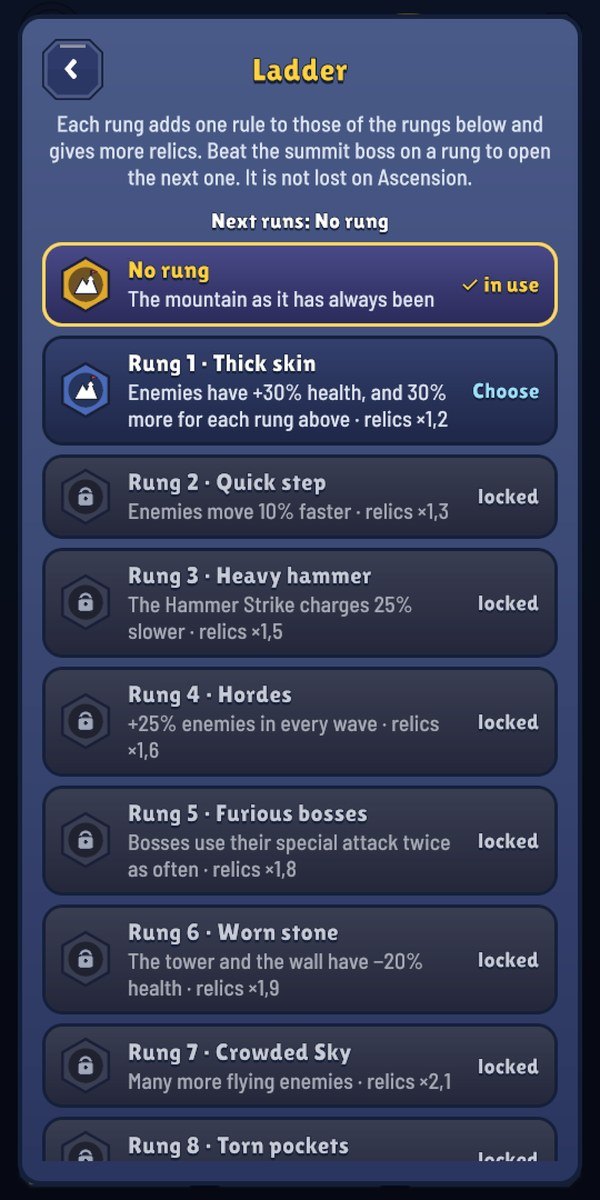 Ladder
Each rung adds one rule to those of the rungs below and
gives more relics. Beat the summit boss on a rung to open
the next one. It is not lost on Ascension.
Next runs: No rung
No rung
The mountain as it has always been
✓ in use
Rung 1 · Thick skin
Enemies have +30% health, and 30%
more for each rung above · relics ×1,2
Choose
Rung 2 · Quick step
Enemies move 10% faster · relics ×1,3
locked
Rung 3 · Heavy hammer
The Hammer Strike charges 25%
slower · relics ×1,5
locked
Rung 4 · Hordes
+25% enemies in every wave · relics
×1,6
locked
Rung 5 · Furious bosses
Bosses use their special attack twice
as often · relics ×1,8
locked
Rung 6 · Worn stone
The tower and the wall have −20%
health · relics ×1,9
locked
Rung 7 · Crowded Sky
Many more flying enemies · relics ×2,1
locked
Rung 8 · Torn pockets
locked